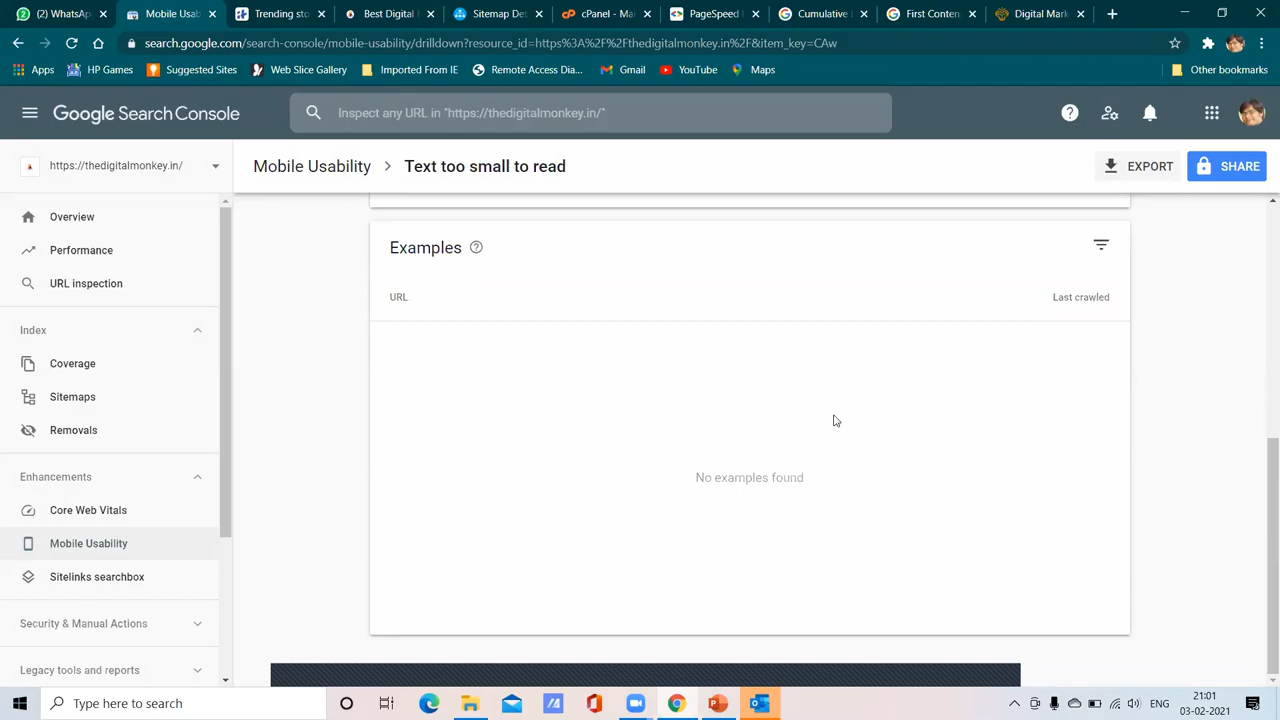 (2) WhatsApp
Mobile Usab
Trending sto
Best Digital
Sitemap Det
cPanel - Mai
PageSpeed
Cumulative
First Conten
Digital Mark
search.google.com/search-console/mobile-usability/drilldown?resource_id=https%3A%2F%2Fthedigitalmonkey.in%2F&item_key=CAw
Apps
HP Games
Suggested Sites
Web Slice Gallery
Imported From IE
Remote Access Dia...
Gmail
YouTube
Maps
Other bookmarks
Google Search Console
Inspect any URL in "https://thedigitalmonkey.in/"
https://thedigitalmonkey.in/
Mobile Usability > Text too small to read
EXPORT
SHARE
Overview
Performance
URL inspection
Index
Coverage
Sitemaps
Removals
Enhancements
Core Web Vitals
Mobile Usability
Sitelinks searchbox
Security & Manual Actions
Legacy tools and reports
Examples
URL
Last crawled
No examples found
Type here to search
ENG
21:01
03-02-2021